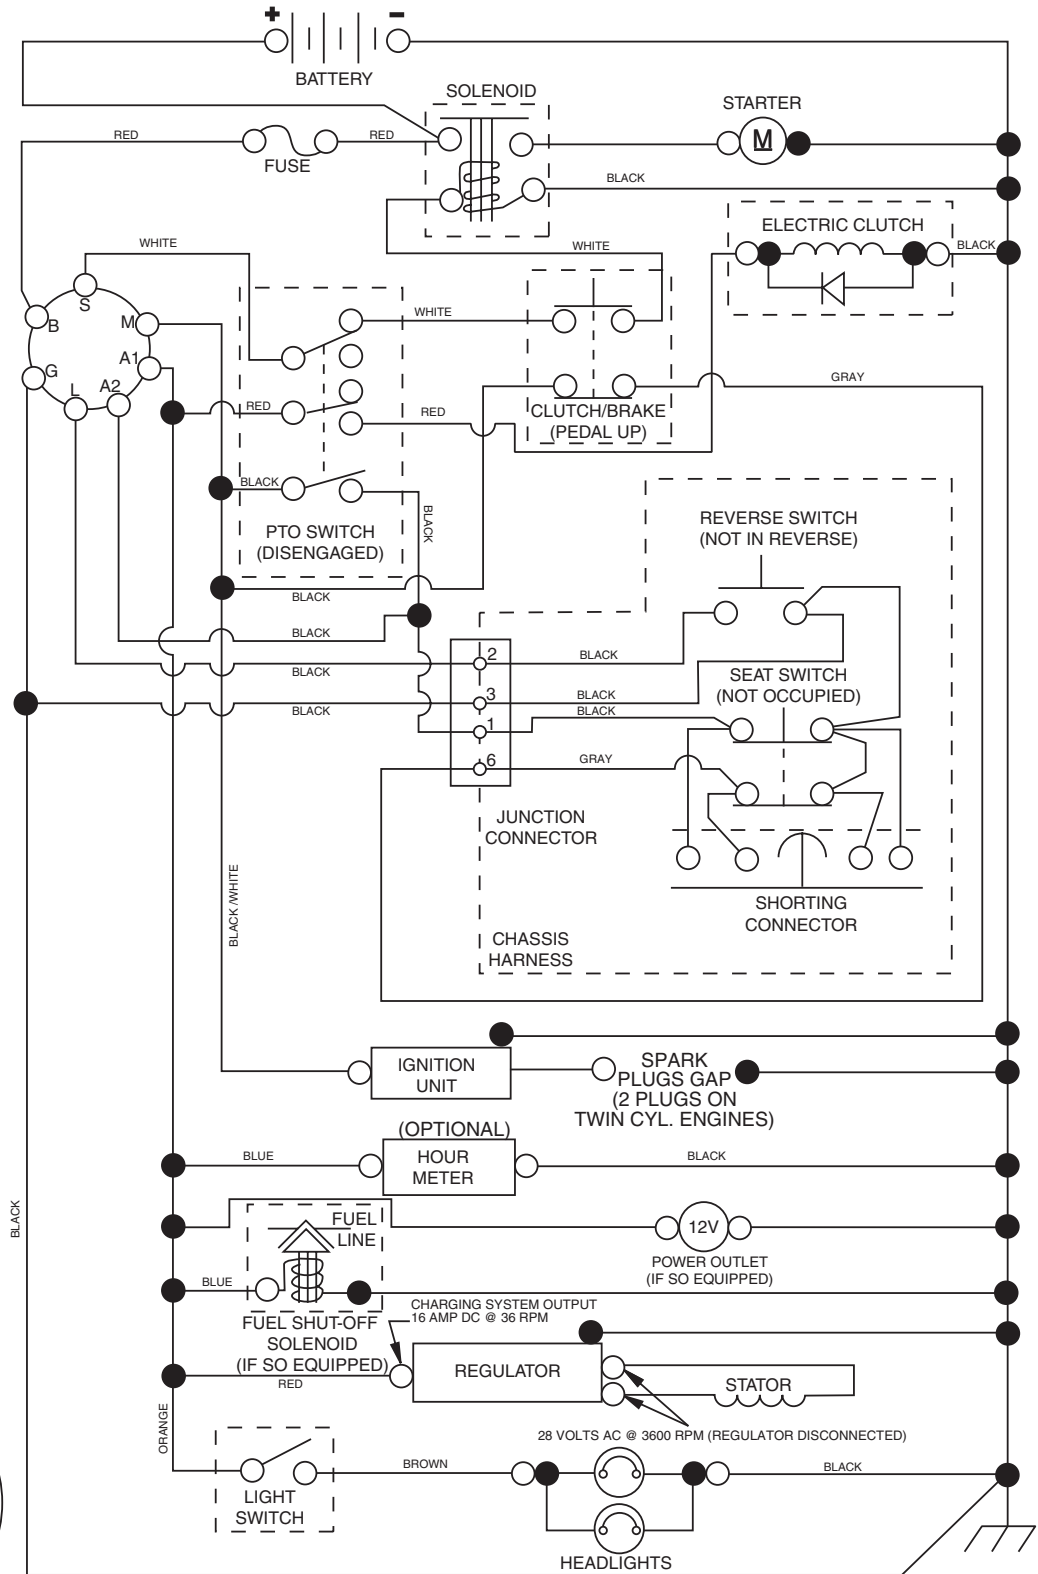 + -
BATTERY
SOLENOID
STARTER
M
RED
FUSE
RED
BLACK
ELECTRIC CLUTCH
BLACK
WHITE
WHITE
S
B
M
WHITE
A1
G
A2
L
RED
RED
GRAY
CLUTCH/BRAKE
(PEDAL UP)
BLACK
BLACK
PTO SWITCH
(DISENGAGED)
REVERSE SWITCH
(NOT IN REVERSE)
BLACK
BLACK
BLACK
2
BLACK
SEAT SWITCH
(NOT OCCUPIED)
3
BLACK
BLACK
BLACK
1
6
GRAY
JUNCTION
CONNECTOR
SHORTING
CONNECTOR
BLACK /WHITE
CHASSIS
HARNESS
IGNITION
UNIT
SPARK
PLUGS GAP
(2 PLUGS ON
TWIN CYL. ENGINES)
(OPTIONAL)
HOUR
METER
BLUE
BLACK
BLACK
FUEL
LINE
12V
POWER OUTLET
(IF SO EQUIPPED)
BLUE
FUEL SHUT-OFF
SOLENOID
(IF SO EQUIPPED)
CHARGING SYSTEM OUTPUT
16 AMP DC @ 36 RPM
RED
REGULATOR
STATOR
28 VOLTS AC @ 3600 RPM (REGULATOR DISCONNECTED)
ORANGE
BROWN
BLACK
LIGHT
SWITCH
HEADLIGHTS